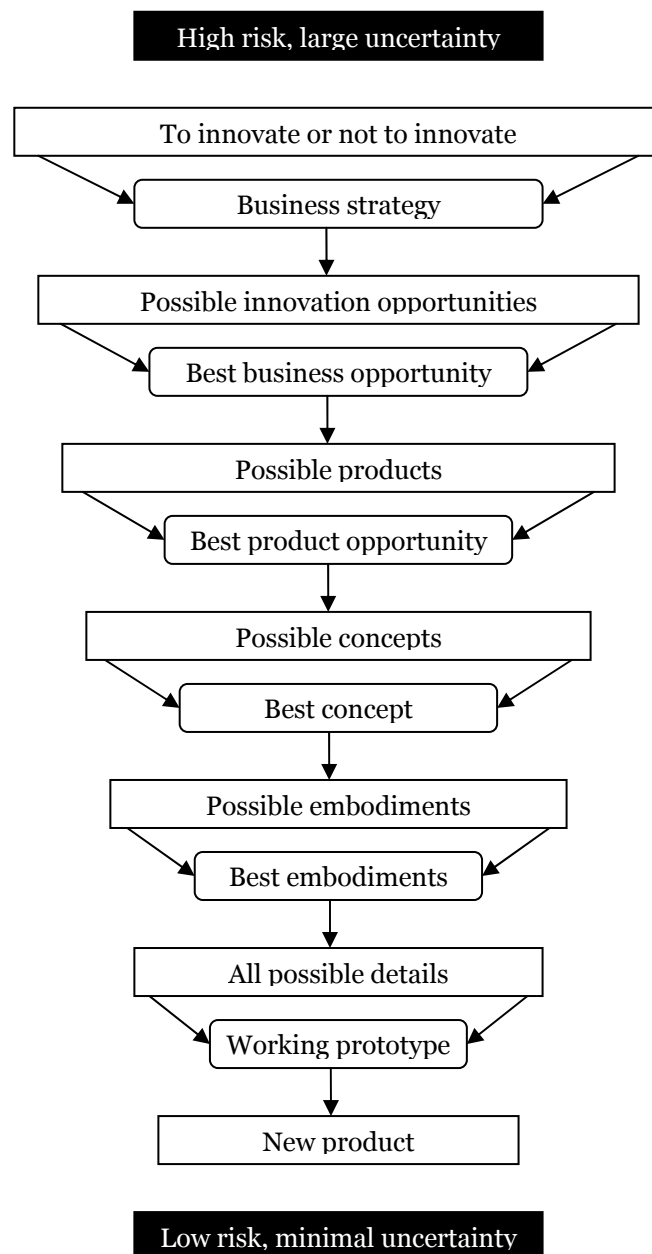 High risk, large uncertainty
To innovate or not to innovate
Business strategy
Possible innovation opportunities
Best business opportunity
Possible products
Best product opportunity
Possible concepts
Best concept
Possible embodiments
Best embodiments
All possible details
Working prototype
New product
Low risk, minimal uncertainty